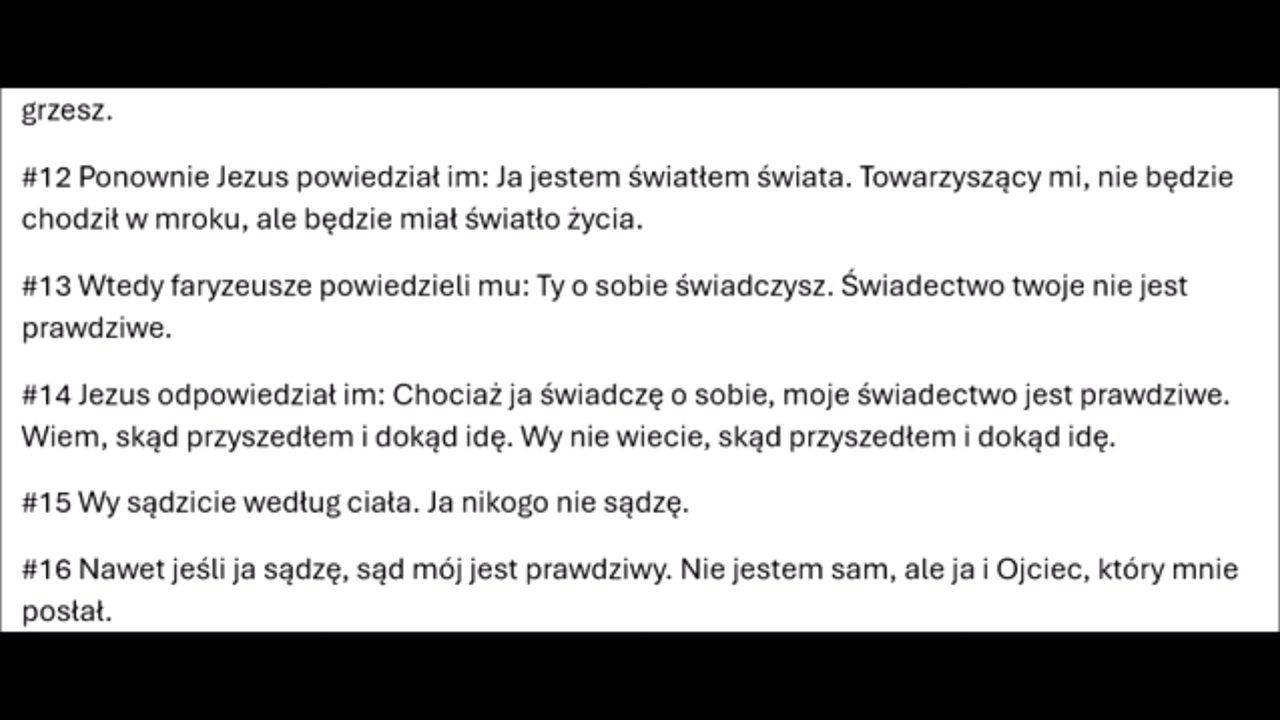 grzesz.
#12 Ponownie Jezus powiedział im: Ja jestem światłem świata. Towarzyszący mi, nie będzie
chodził w mroku, ale będzie miał światło życia.
#13 Wtedy faryzeusze powiedzieli mu: Ty o sobie świadczysz. Świadectwo twoje nie jest
prawdziwe.
#14 Jezus odpowiedział im: Chociaż ja świadczę o sobie, moje świadectwo jest prawdziwe.
Wiem, skąd przyszedłem i dokąd idę. Wy nie wiecie, skąd przyszedłem i dokąd idę.
#15 Wy sądzicie według ciała. Ja nikogo nie sądzę.
#16 Nawet jeśli ja sądzę, sąd mój jest prawdziwy. Nie jestem sam, ale ja i Ojciec, który mnie
posłał.